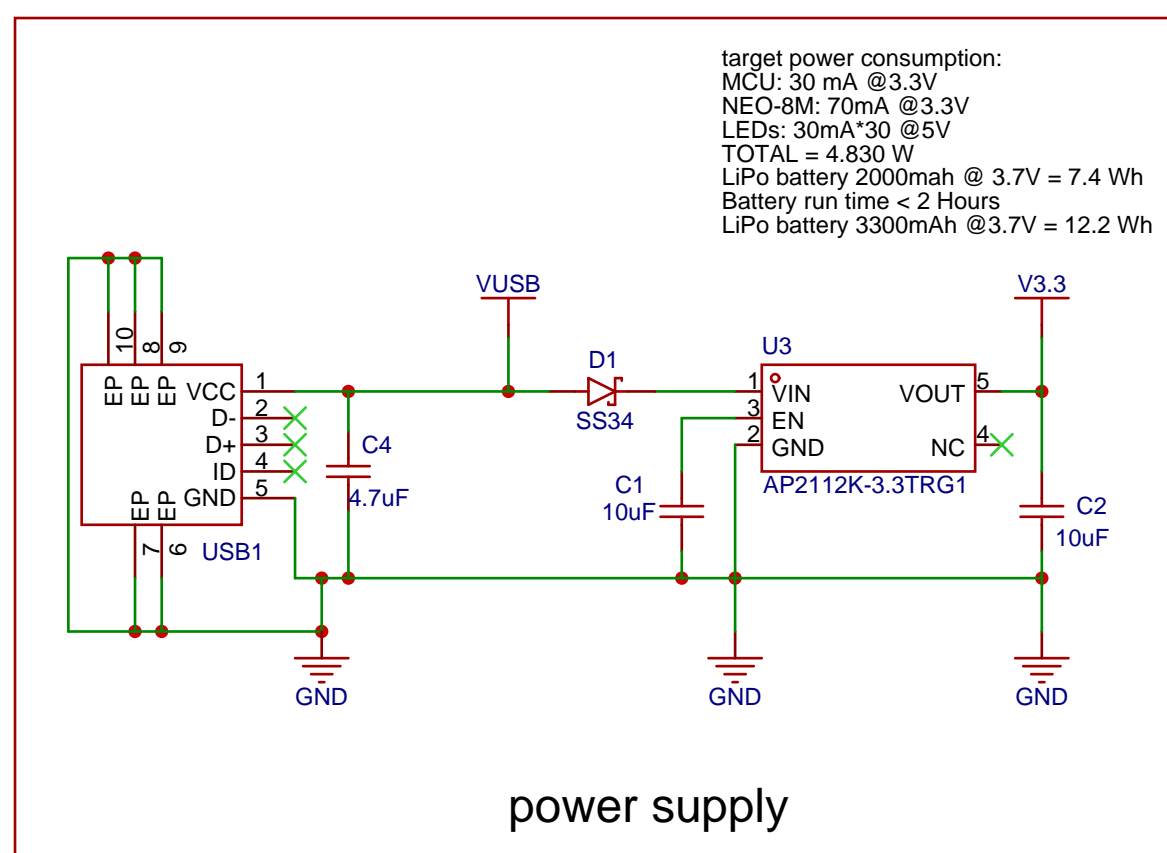 target power consumption:
MCU: 30 mA @3.3V
NEO-8M: 70mA @3.3V
LEDs: 30mA*30 @5V
TOTAL = 4.830 W
LiPo battery 2000mah @ 3.7V = 7.4 Wh
Battery run time < 2 Hours
LiPo battery 3300mAh @3.7V = 12.2 Wh
VUSB
V3.3
10
8
9
EP
EP
EP
VCC
1
D-
2
D+
3
ID
4
GND
5
EP
EP
7
6
USB1
C4
4.7uF
D1
SS34
U3
1
VIN
3
EN
2
GND
VOUT
5
NC
4
AP2112K-3.3TRG1
C1
10uF
C2
10uF
GND
GND
GND
power supply